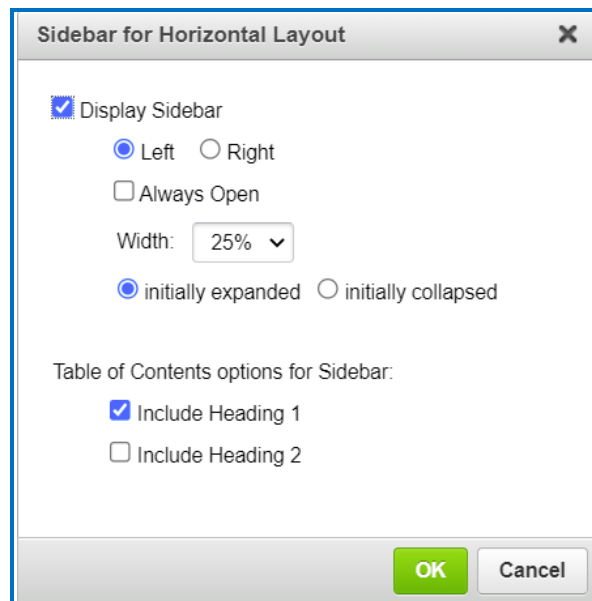 Sidebar for Horizontal Layout
Display Sidebar
Left Right
Always Open
Width: 25%
initially expanded initially collapsed
Table of Contents options for Sidebar:
Include Heading 1
Include Heading 2
OK Cancel